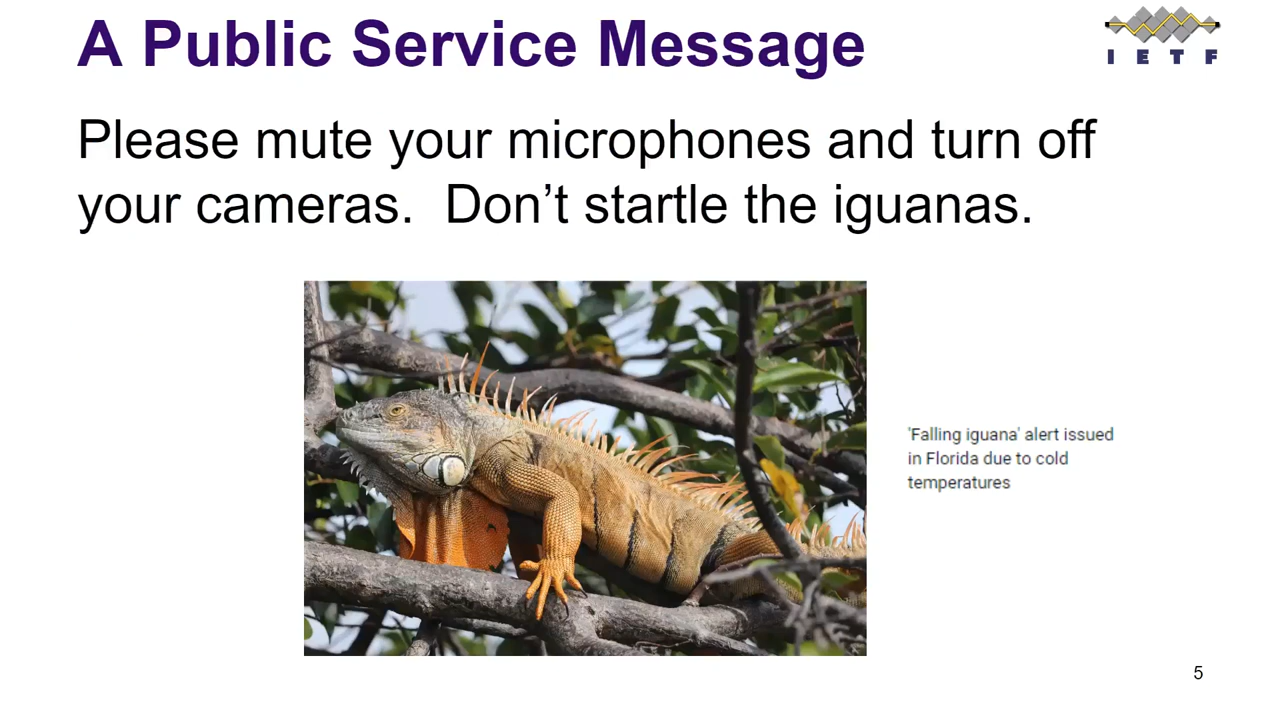 A Public Service Message
IETF
Please mute your microphones and turn off
your cameras.  Don’t startle the iguanas.
'Falling iguana' alert issued
in Florida due to cold
temperatures
5